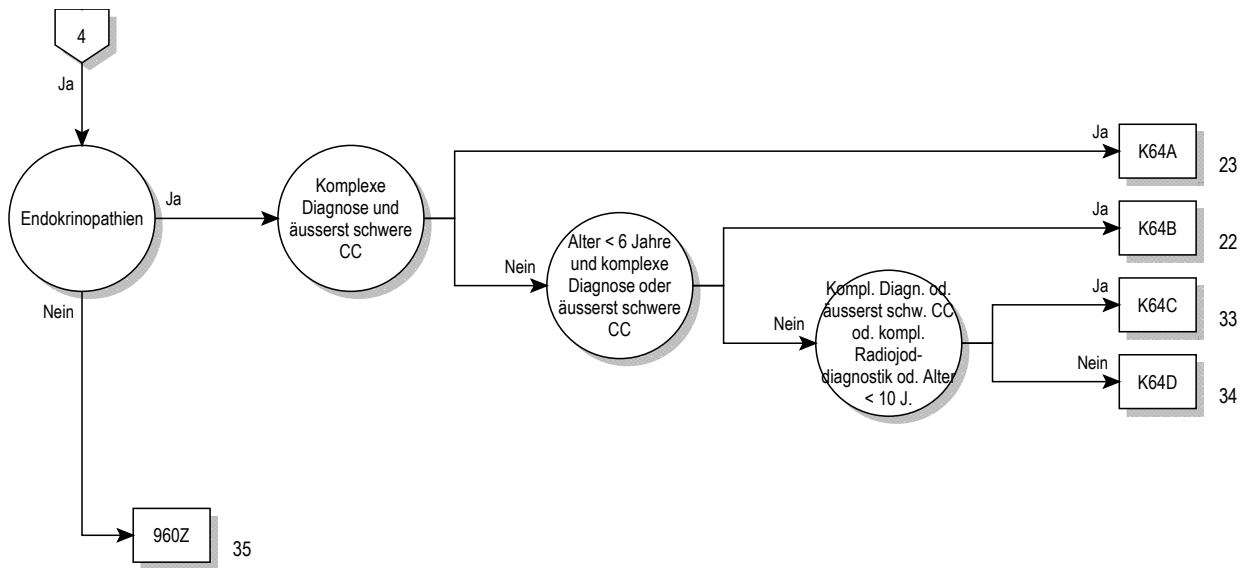 4
Ja
Endokrinopathien
Ja
Nein
Komplexe
Diagnose und
äusserst schwere
CC
Ja
K64A
23
Nein
Alter < 6 Jahre
und komplexe
Diagnose oder
äusserst schwere
CC
Ja
K64B
22
Nein
Kompl. Diagn. od.
äusserst schw. CC
od. kompl.
Radiojod-
diagnostik od. Alter
< 10 J.
Ja
K64C
33
Nein
K64D
34
960Z
35